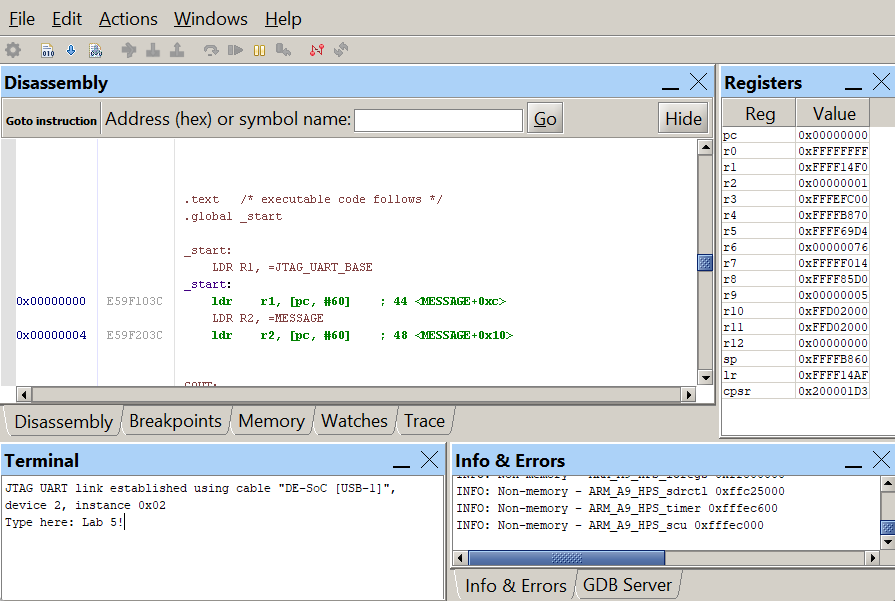 File Edit Actions Windows Help
Disassembly
Goto instruction Address (hex) or symbol name: Go Hide
.text /* executable code follows */
.global _start
_start:
LDR R1, =JTAG_UART_BASE
_start:
0x00000000 E59F103C ldr r1, [pc, #60] ; 44 <MESSAGE+0xc>
LDR R2, =MESSAGE
0x00000004 E59F203C ldr r2, [pc, #60] ; 48 <MESSAGE+0x10>
Disassembly Breakpoints Memory Watches Trace
Registers
Reg Value
pc 0x00000000
r0 0xFFFFFFFF
r1 0xFFFF14F0
r2 0x00000001
r3 0xFFFEFC00
r4 0xFFFFB870
r5 0xFFFF69D4
r6 0x00000076
r7 0xFFFFF014
r8 0xFFFF85D0
r9 0x00000005
r10 0xFFD02000
r11 0xFFD02000
r12 0x00000000
sp 0xFFFFB860
lr 0xFFFF14AF
cpsr 0x200001D3
Terminal
JTAG UART link established using cable "DE-SoC [USB-1]",
device 2, instance 0x02
Type here: Lab 5!
Info & Errors
INFO: Non-memory - ARM_A9_HPS_sdrctl 0xffc25000
INFO: Non-memory - ARM_A9_HPS_timer 0xfffec600
INFO: Non-memory - ARM_A9_HPS_scu 0xfffec000
Info & Errors GDB Server